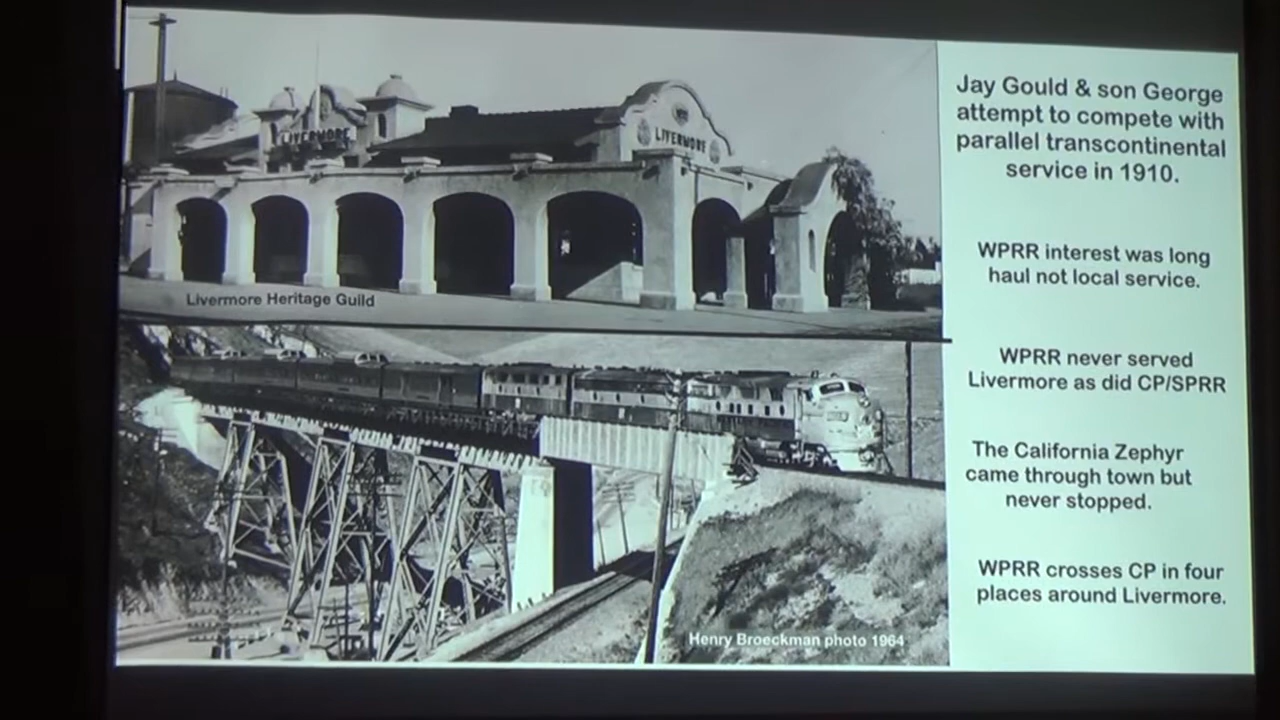 LIVERMORE
LIVERMORE
Livermore Heritage Guild
Henry Broeckman photo 1964
Jay Gould & son George
attempt to compete with
parallel transcontinental
service in 1910.
WPRR interest was long
haul not local service.
WPRR never served
Livermore as did CP/SPRR
The California Zephyr
came through town but
never stopped.
WPRR crosses CP in four
places around Livermore.